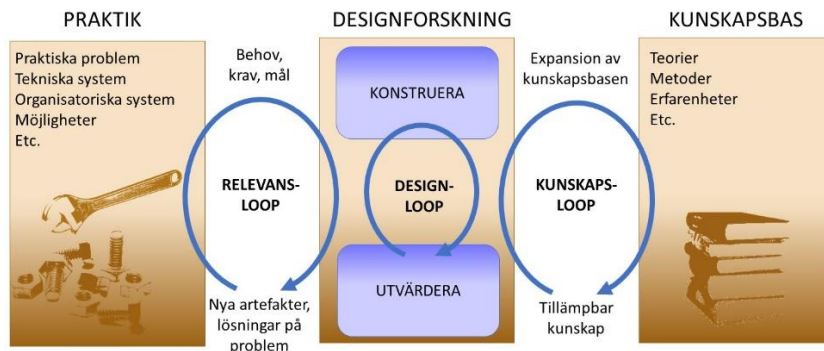 PRAKTIK
DESIGNFORSKNING
KUNSKAPSBAS
Praktiska problem
Tekniska system
Organisatoriska system
Möjligheter
Etc.
Behov,
krav, mål
KONSTRUERA
Expansion av
kunskapsbasen
Teorier
Metoder
Erfarenheter
Etc.
RELEVANS-
LOOP
DESIGN-
LOOP
KUNSKAPS-
LOOP
Nya artefakter,
lösningar på
problem
UTVÄRDERA
Tillämpbar
kunskap